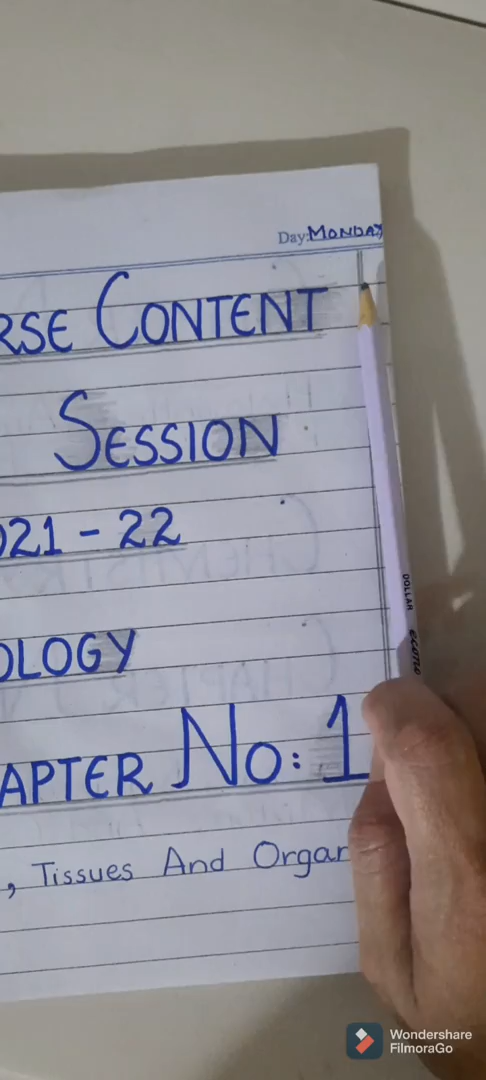 Day: MONDAY
RSE CONTENT
SESSION
021 - 22
OLOGY
APTER NO: 1
, Tissues And Organ
DOLLAR
Wondershare
FilmoraGo